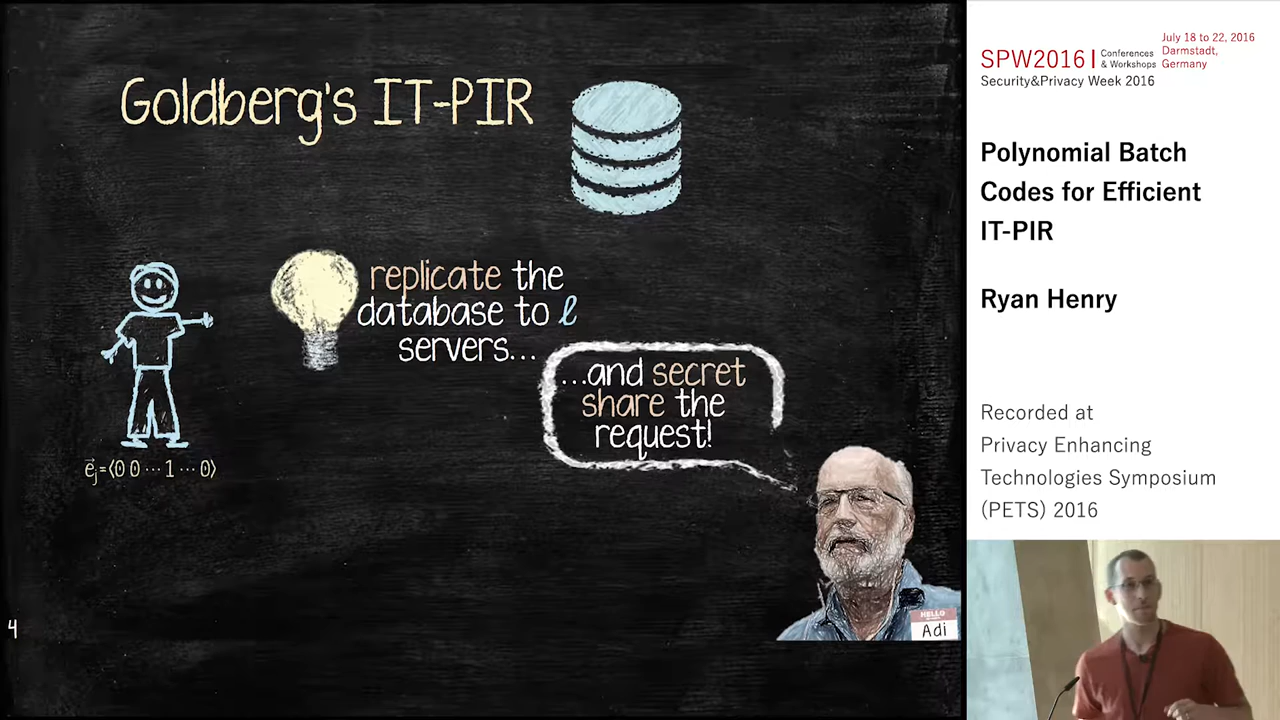 Goldberg's IT-PIR
replicate the
database to ℓ
servers...
...and secret
share the
request!
e⃗ⱼ=⟨0 0 ··· 1 ··· 0⟩
HELLO
Adi
4
SPW2016 | Conferences & Workshops
Security&Privacy Week 2016
July 18 to 22, 2016
Darmstadt,
Germany
Polynomial Batch
Codes for Efficient
IT-PIR
Ryan Henry
Recorded at
Privacy Enhancing
Technologies Symposium
(PETS) 2016